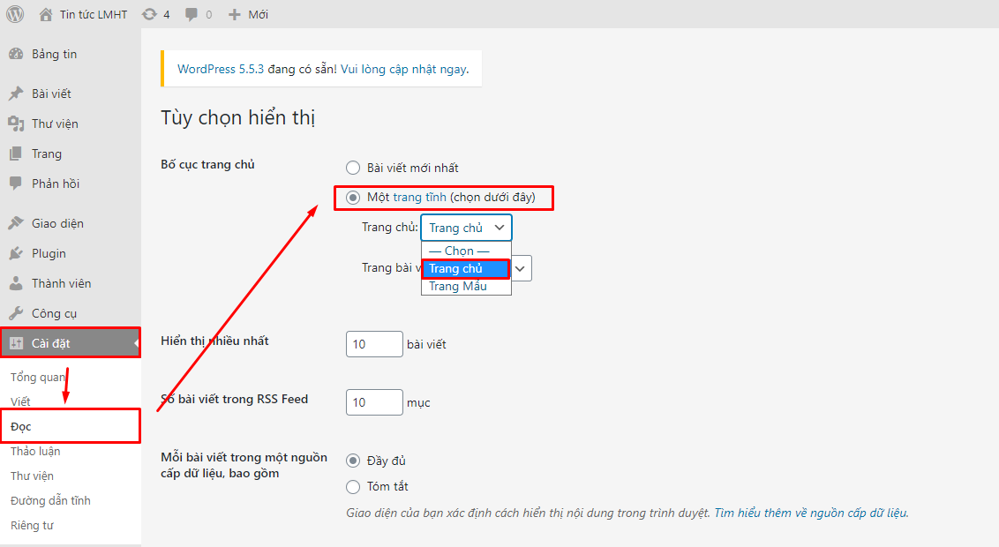 Tin tức LMHT 4 0 Mới
Bảng tin
Bài viết
Thư viện
Trang
Phản hồi
Giao diện
Plugin
Thành viên
Công cụ
Cài đặt
Tổng quan
Viết
Đọc
Thảo luận
Thư viện
Đường dẫn tĩnh
Riêng tư
WordPress 5.5.3 đang có sẵn! Vui lòng cập nhật ngay.
Tùy chọn hiển thị
Bố cục trang chủ
Bài viết mới nhất
Một trang tĩnh (chọn dưới đây)
Trang chủ: Trang chủ
— Chọn —
Trang bài Trang chủ
Trang Mẫu
Hiển thị nhiều nhất 10 bài viết
Số bài viết trong RSS Feed 10 mục
Mỗi bài viết trong một nguồn
cấp dữ liệu, bao gồm
Đầy đủ
Tóm tắt
Giao diện của bạn xác định cách hiển thị nội dung trong trình duyệt. Tìm hiểu thêm về nguồn cấp dữ liệu.